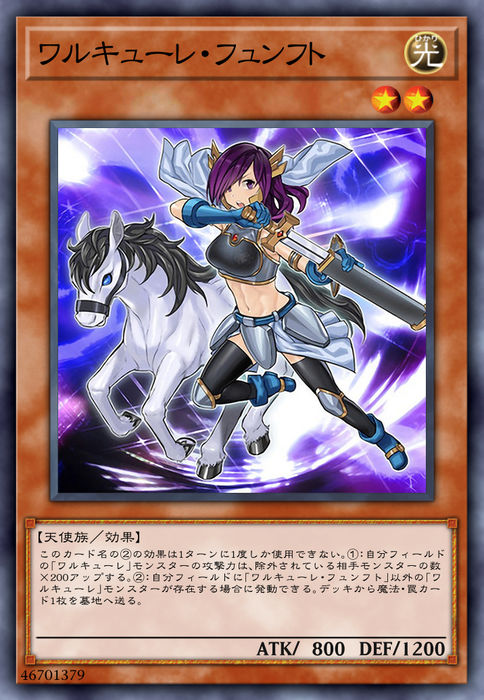 ワルキューレ・フュンフト
ひかり
光
【天使族／効果】
このカード名の②の効果は1ターンに1度しか使用できない。①：自分フィールド
の「ワルキューレ」モンスターの攻撃力は、除外されている相手モンスターの数
×200アップする。②：自分フィールドに「ワルキューレ・フュンフト」以外の「ワ
ルキューレ」モンスターが存在する場合に発動できる。デッキから魔法・罠カー
ド1枚を墓地へ送る。
ATK/ 800 DEF/1200
46701379